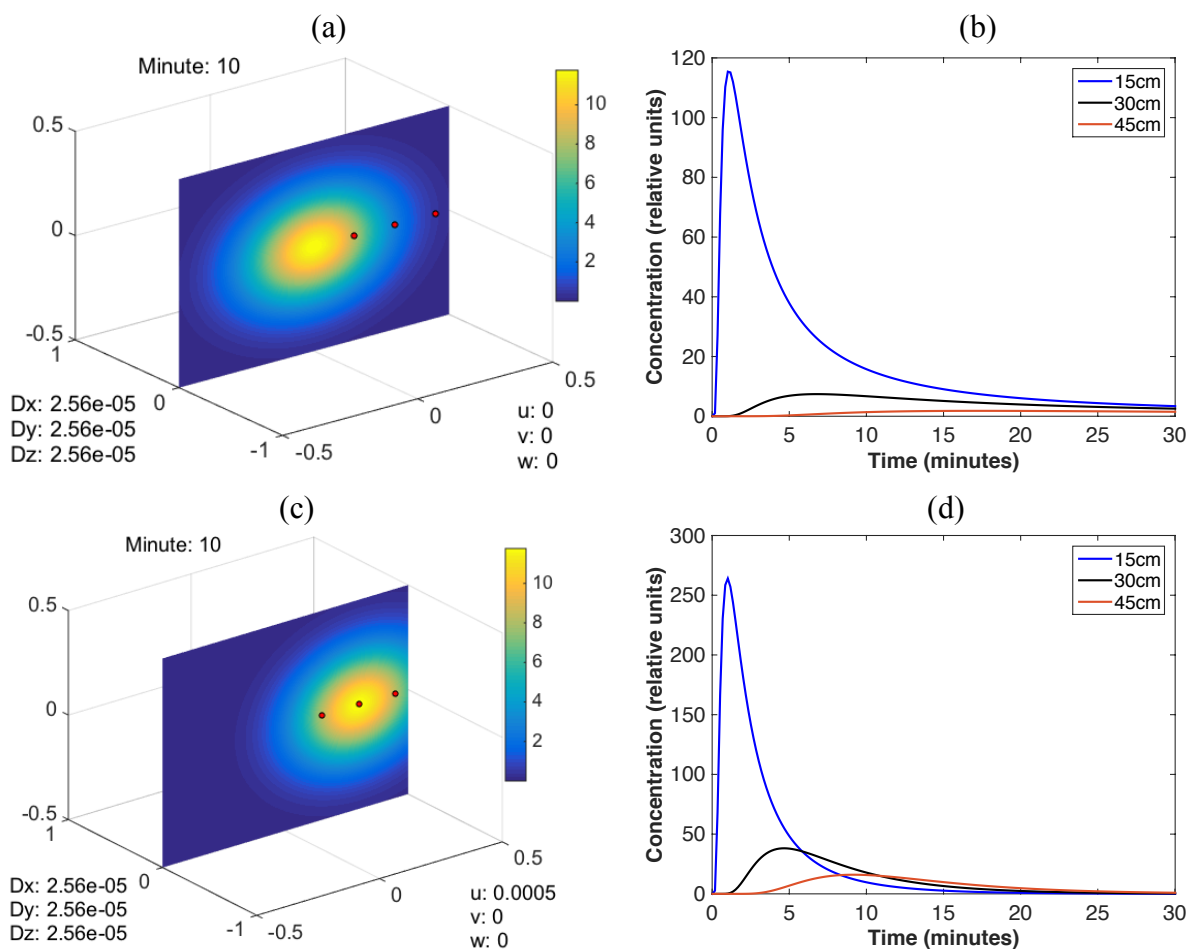 (a)
Minute: 10
0.5
0
-0.5
1
0
-1
-0.5
0
0.5
10
8
6
4
2
Dx: 2.56e-05
Dy: 2.56e-05
Dz: 2.56e-05
u: 0
v: 0
w: 0
(b)
Concentration (relative units)
120
100
80
60
40
20
0
0 5 10 15 20 25 30
Time (minutes)
15cm
30cm
45cm
(c)
Minute: 10
0.5
0
-0.5
1
0
-1
-0.5
0
0.5
10
8
6
4
2
Dx: 2.56e-05
Dy: 2.56e-05
Dz: 2.56e-05
u: 0.0005
v: 0
w: 0
(d)
Concentration (relative units)
300
250
200
150
100
50
0
0 5 10 15 20 25 30
Time (minutes)
15cm
30cm
45cm